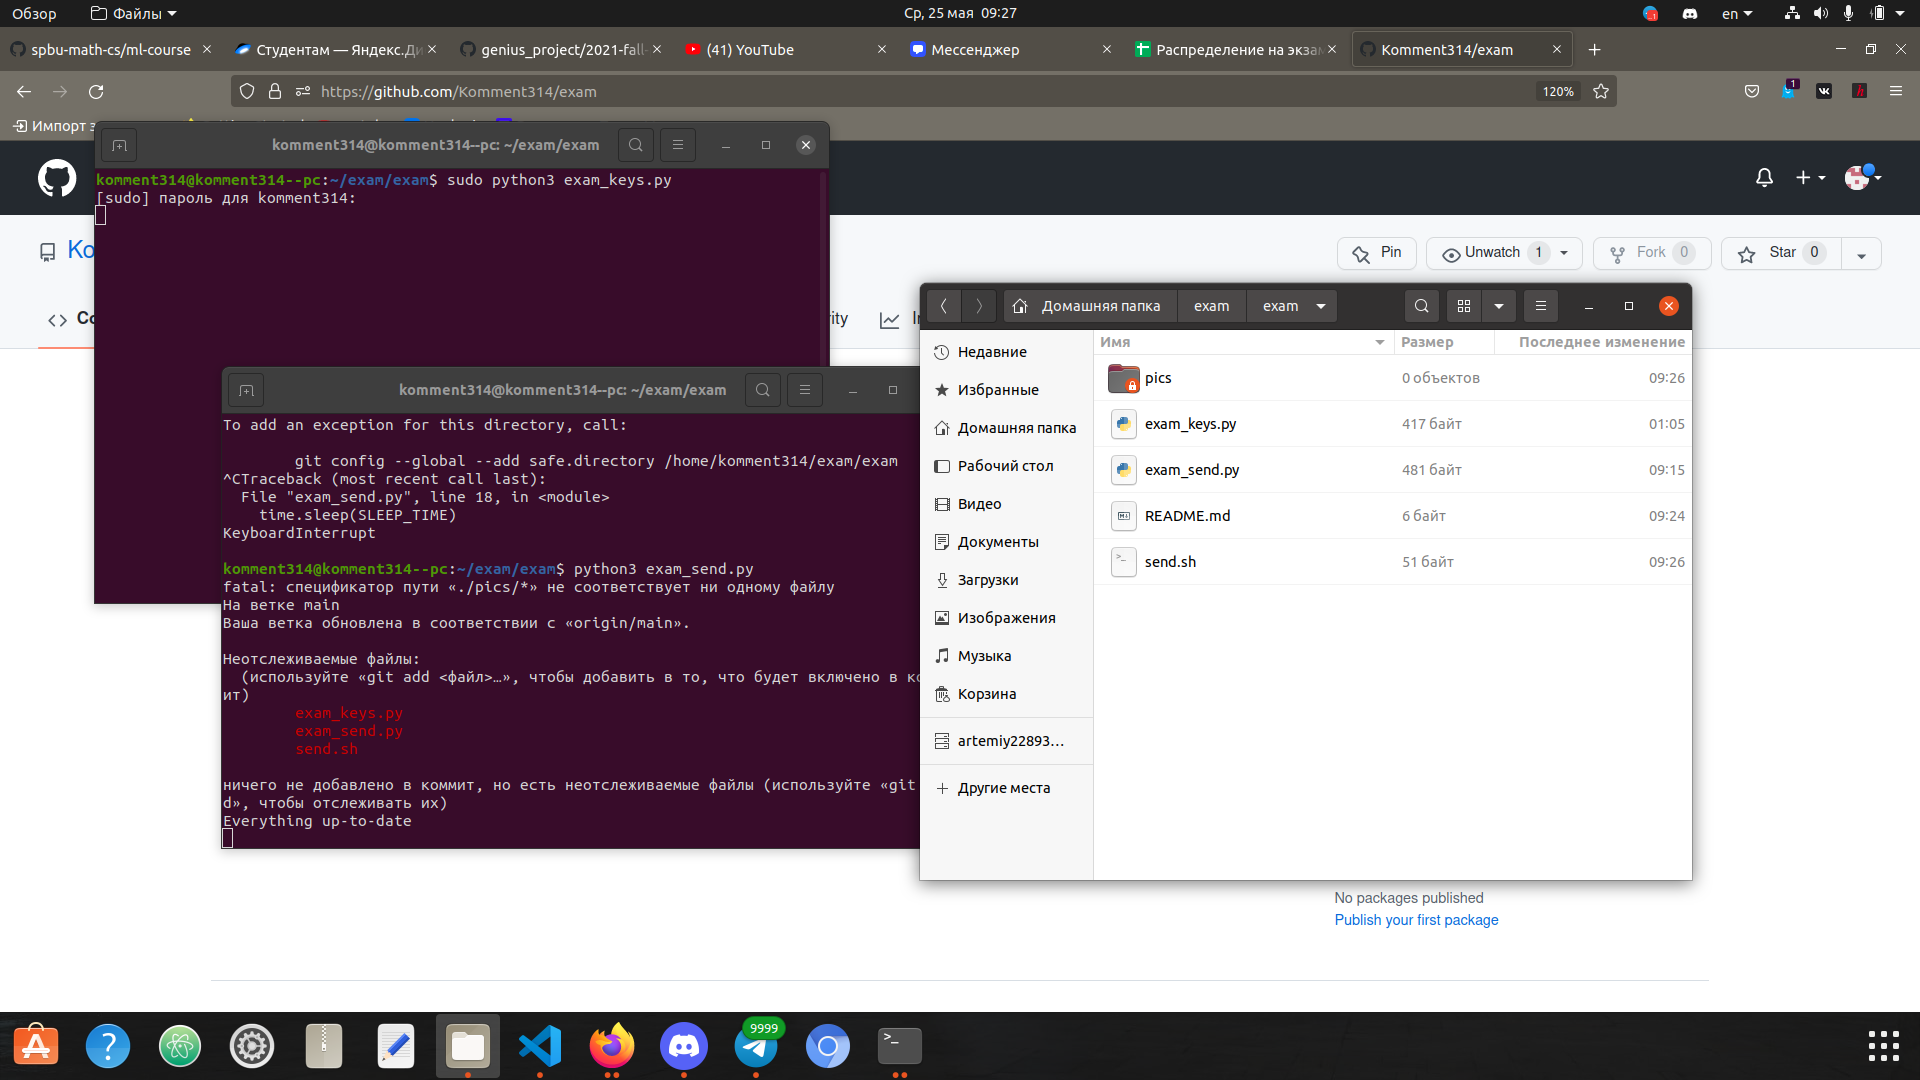 Обзор
Файлы
Ср, 25 мая 09:27
en
spbu-math-cs/ml-course
Студентам — Яндекс.Ди
genius_project/2021-fall-
(41) YouTube
Мессенджер
Распределение на экзам
Komment314/exam
https://github.com/Komment314/exam
120%
1
Импорт
komment314@komment314--pc: ~/exam/exam
komment314@komment314--pc:~/exam/exam$ sudo python3 exam_keys.py
[sudo] пароль для komment314:
Ko
Pin
Unwatch 1
Fork 0
Star 0
Co
ity
In
komment314@komment314--pc: ~/exam/exam
To add an exception for this directory, call:
git config --global --add safe.directory /home/komment314/exam/exam
^CTraceback (most recent call last):
File "exam_send.py", line 18, in <module>
time.sleep(SLEEP_TIME)
KeyboardInterrupt
komment314@komment314--pc:~/exam/exam$ python3 exam_send.py
fatal: спецификатор пути «./pics/*» не соответствует ни одному файлу
На ветке main
Ваша ветка обновлена в соответствии с «origin/main».
Неотслеживаемые файлы:
(используйте «git add <файл>…», чтобы добавить в то, что будет включено в ко
ит)
exam_keys.py
exam_send.py
send.sh
ничего не добавлено в коммит, но есть неотслеживаемые файлы (используйте «git
d», чтобы отслеживать их)
Everything up-to-date
Домашняя папка
exam
exam
Недавние
Избранные
Домашняя папка
Рабочий стол
Видео
Документы
Загрузки
Изображения
Музыка
Корзина
artemiy22893…
Другие места
Имя Размер Последнее изменение
pics 0 объектов 09:26
exam_keys.py 417 байт 01:05
exam_send.py 481 байт 09:15
README.md 6 байт 09:24
send.sh 51 байт 09:26
No packages published
Publish your first package
9999